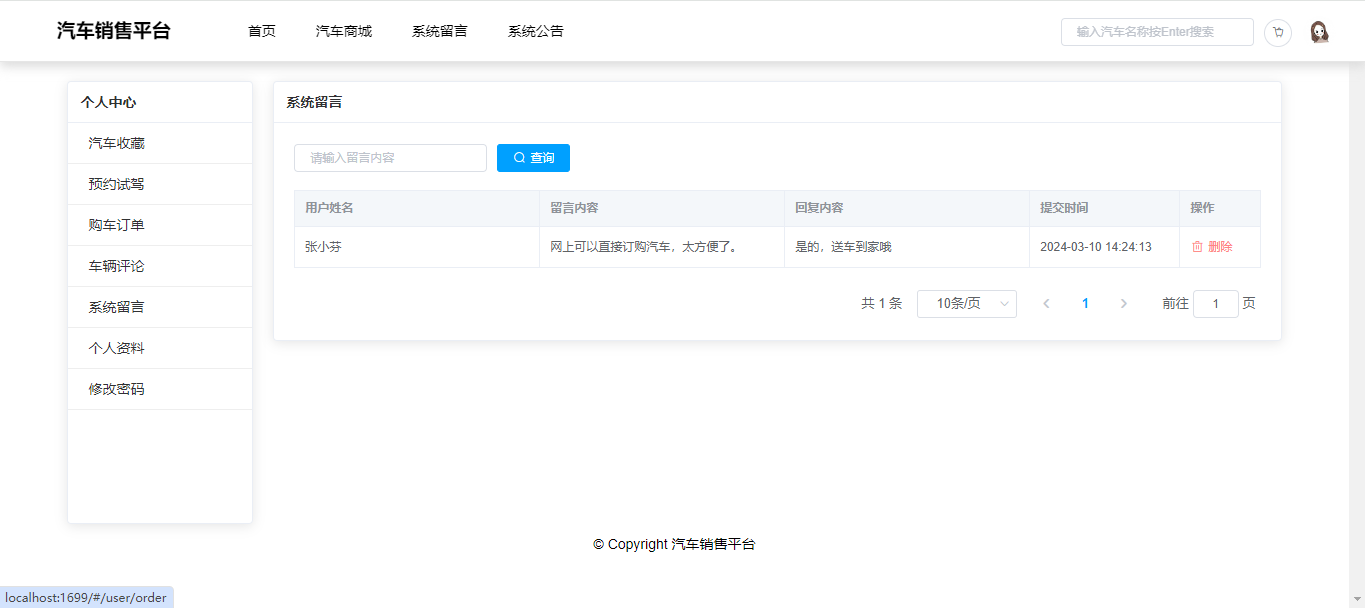 汽车销售平台 首页 汽车商城 系统留言 系统公告 输入汽车名称按Enter搜索
个人中心
汽车收藏
预约试驾
购车订单
车辆评论
系统留言
个人资料
修改密码
系统留言
请输入留言内容 查询
用户姓名 留言内容 回复内容 提交时间 操作
张小芬 网上可以直接订购汽车，太方便了。 是的，送车到家哦 2024-03-10 14:24:13 删除
共 1 条 10条/页 1 前往 1 页
© Copyright 汽车销售平台
localhost:1699/#/user/order